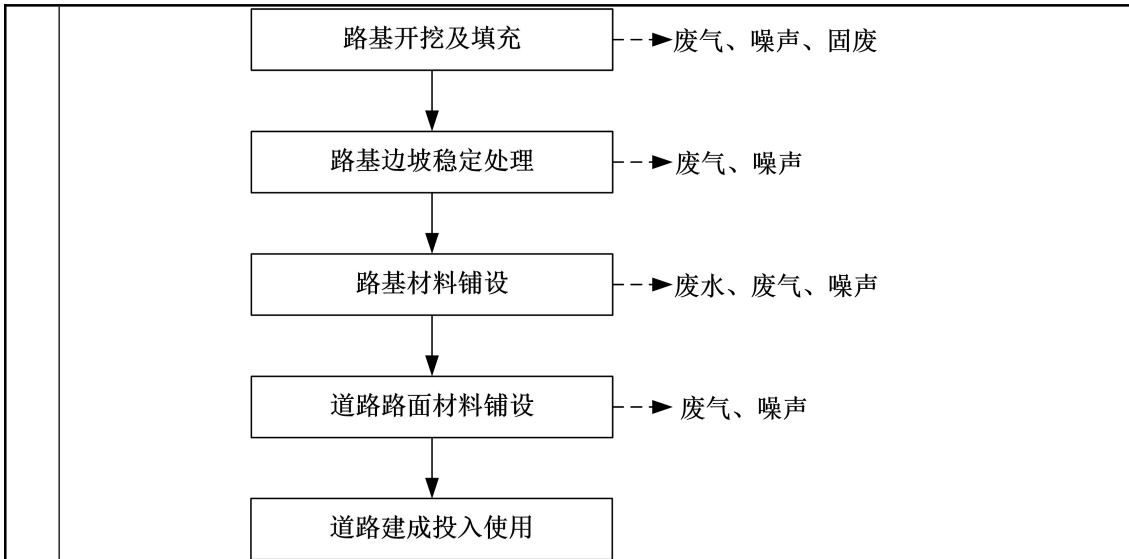 路基开挖及填充
废气、噪声、固废
路基边坡稳定处理
废气、噪声
路基材料铺设
废水、废气、噪声
道路路面材料铺设
废气、噪声
道路建成投入使用